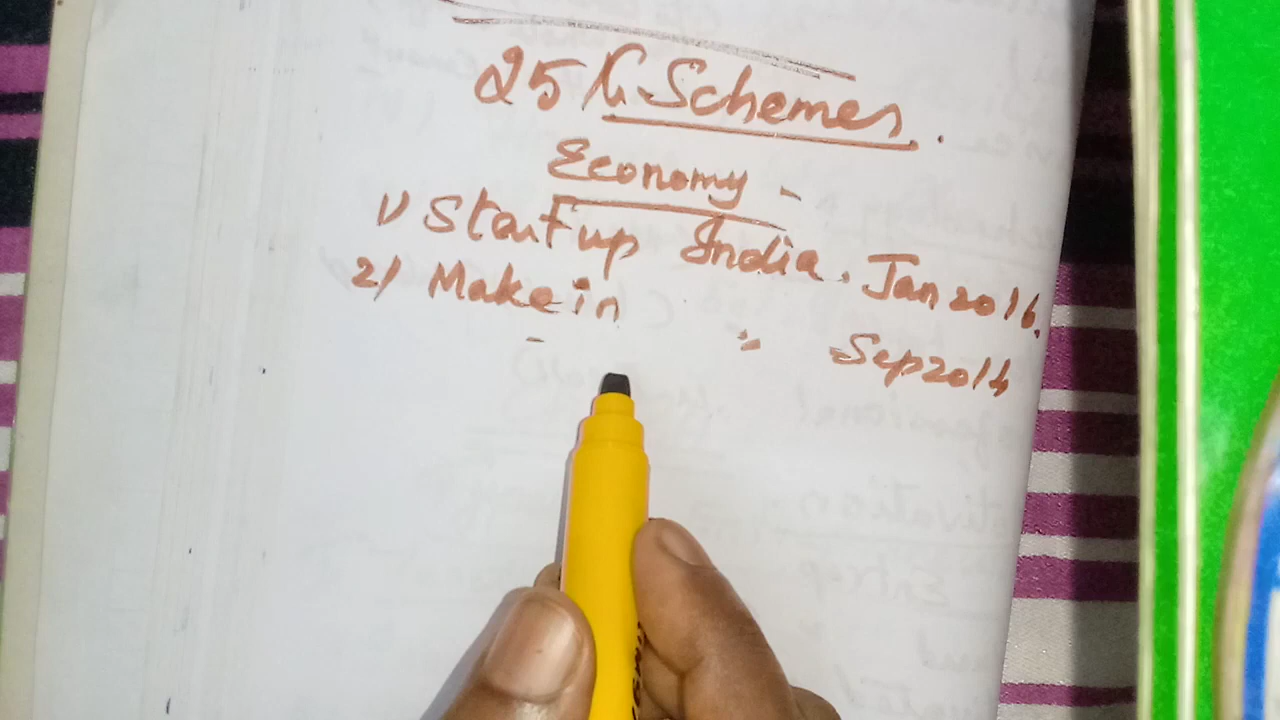 25 G Schemes.
Economy -
1) Startup India. Jan 2016.
2) Make in " Sep 2014